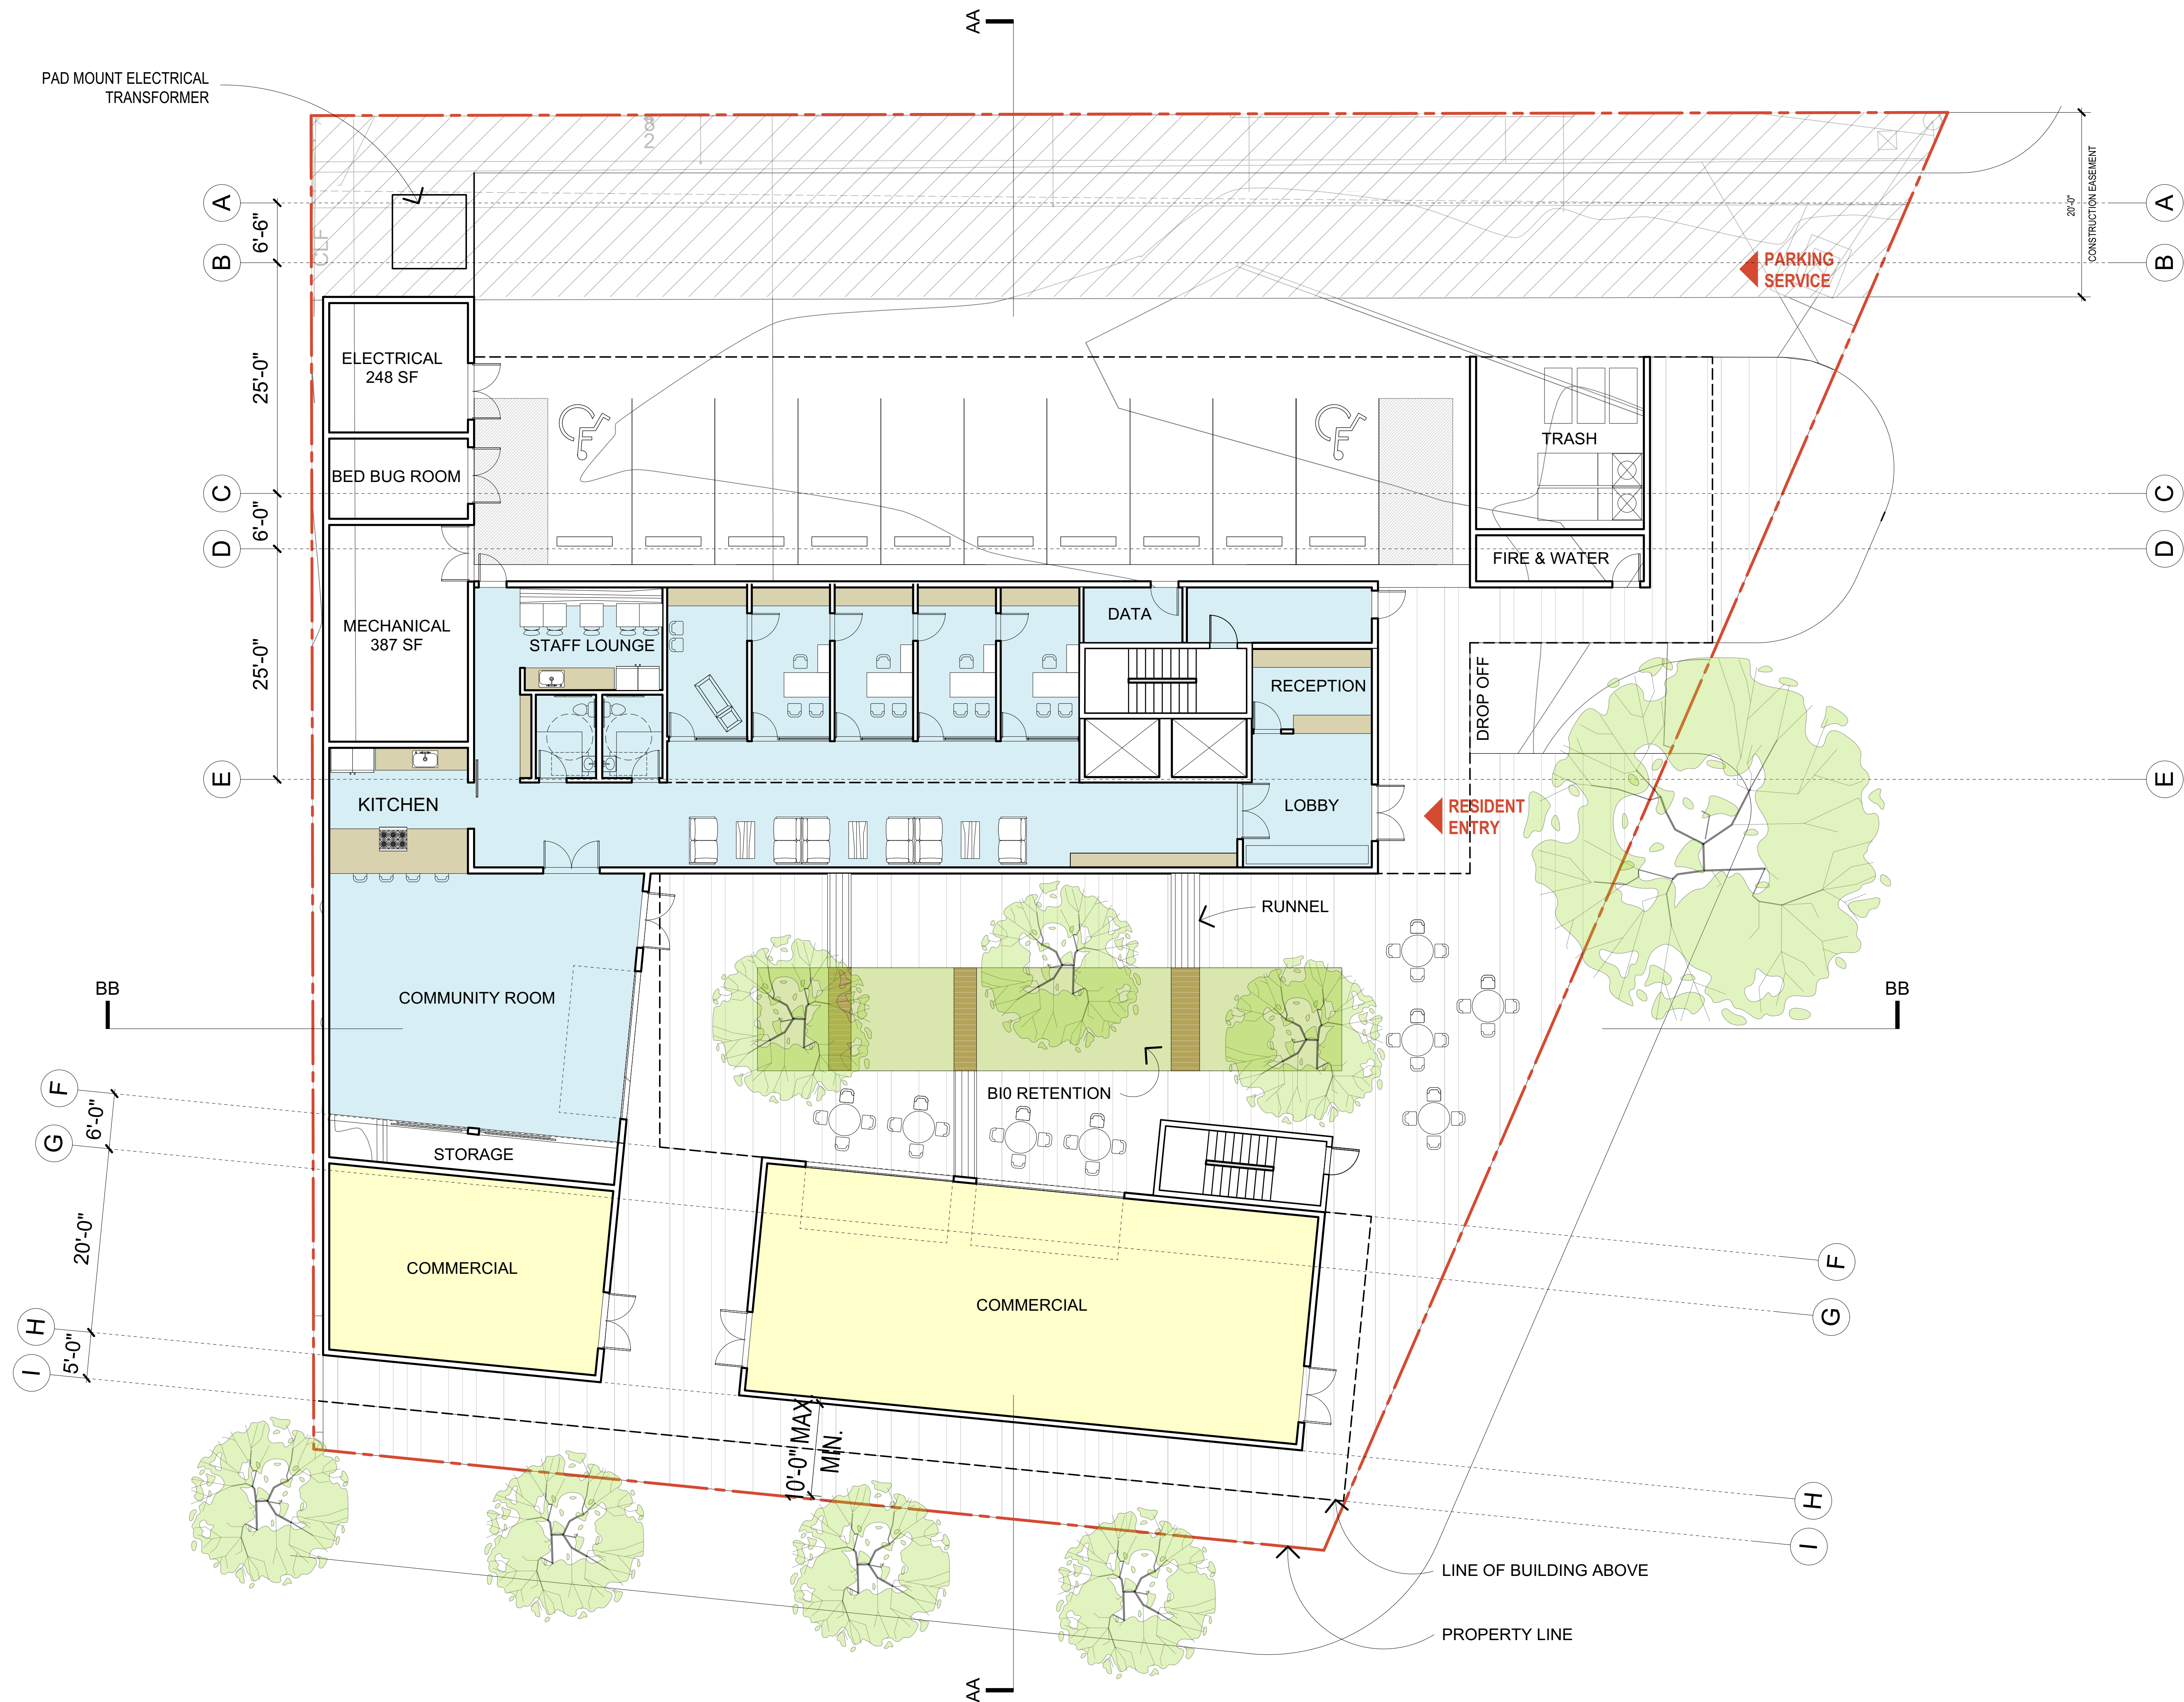 AA
PAD MOUNT ELECTRICAL
TRANSFORMER
482
CLF
A
6'-6"
B
25'-0"
C
6'-0"
D
25'-0"
E
A
B
C
D
E
20'-0"
CONSTRUCTION EASEMENT
PARKING
SERVICE
ELECTRICAL
248 SF
BED BUG ROOM
MECHANICAL
387 SF
TRASH
FIRE & WATER
STAFF LOUNGE
DATA
RECEPTION
DROP OFF
KITCHEN
LOBBY
RESIDENT
ENTRY
RUNNEL
COMMUNITY ROOM
BB
BB
BI0 RETENTION
STORAGE
COMMERCIAL
COMMERCIAL
F
6'-0"
G
20'-0"
H
5'-0"
I
F
G
H
I
10'-0" MAX
MIN.
LINE OF BUILDING ABOVE
PROPERTY LINE
AA